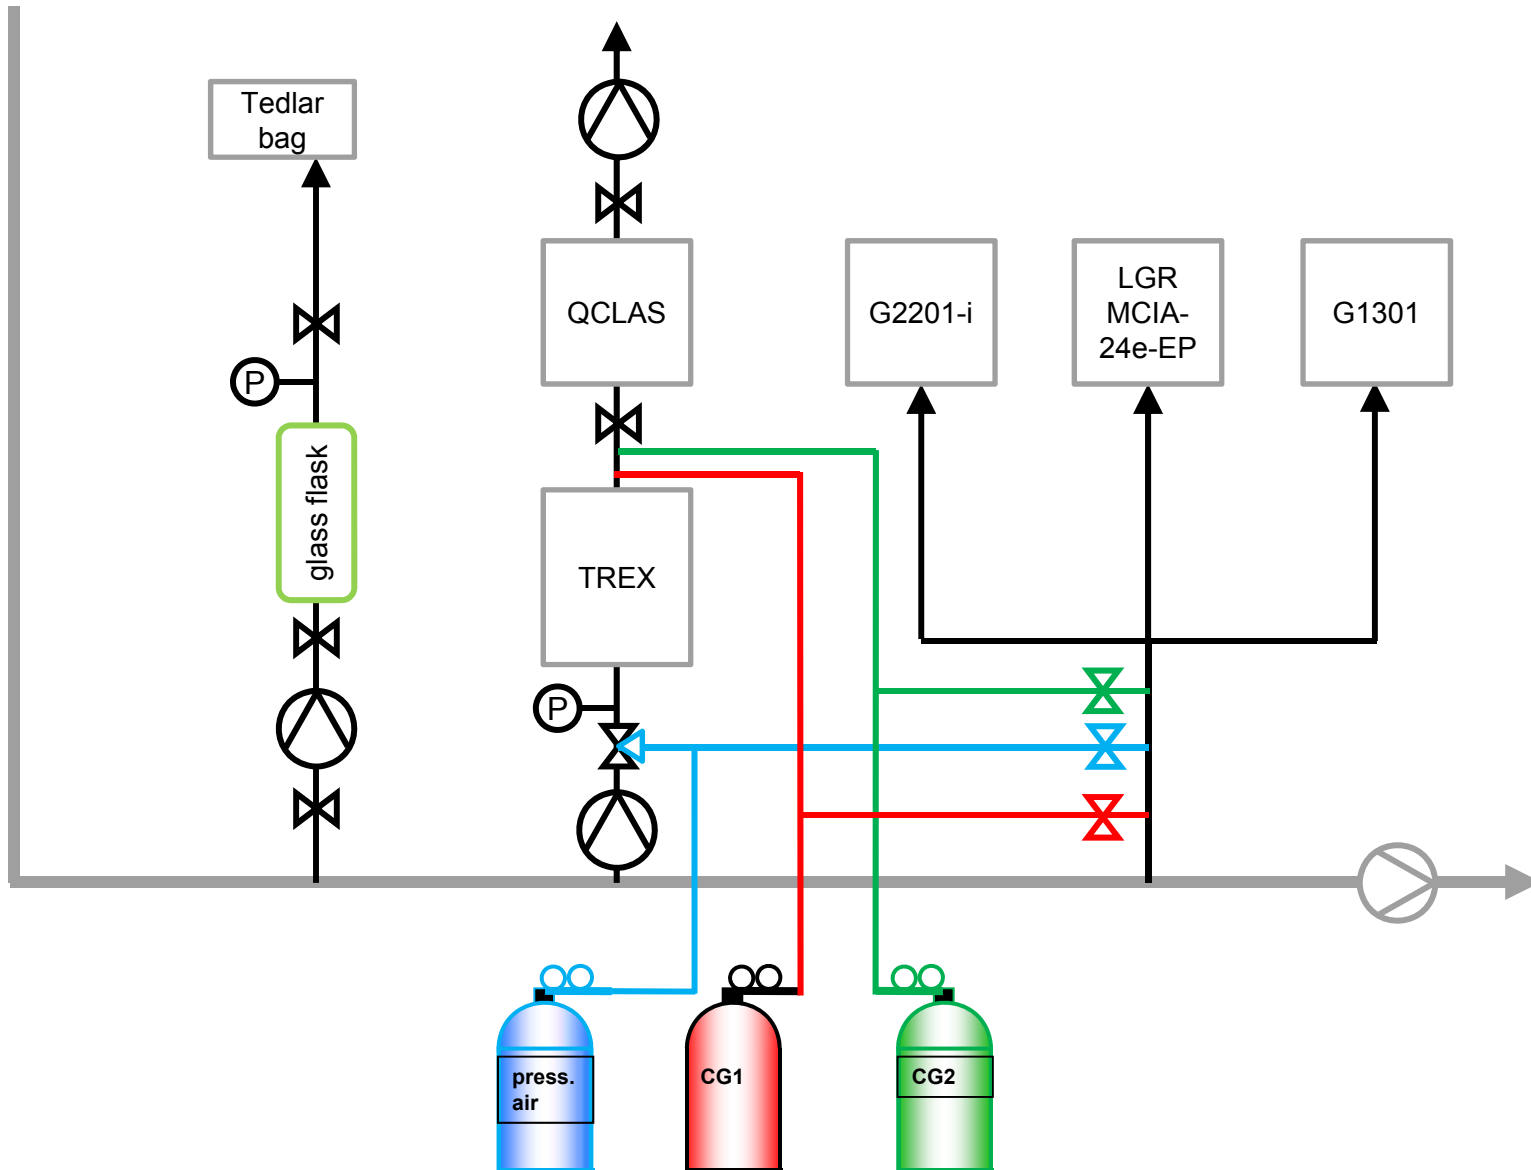 Tedlar
bag
QCLAS
G2201-i
LGR
MCIA-
24e-EP
G1301
P
glass flask
TREX
P
press.
air
CG1
CG2